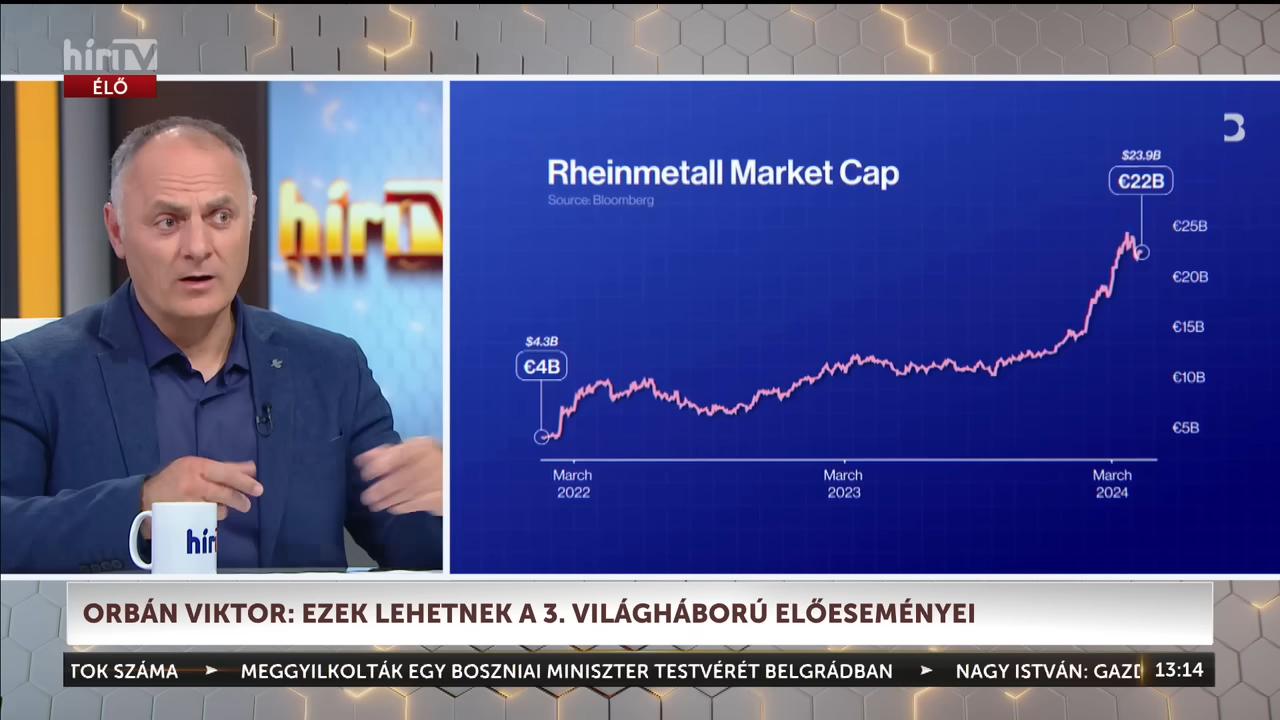 hírTV
ÉLŐ
hírTV
hír
Rheinmetall Market Cap
Source: Bloomberg
$23.9B
€22B
€25B
€20B
€15B
€10B
€5B
$4.3B
€4B
March
2022
March
2023
March
2024
ORBÁN VIKTOR: EZEK LEHETNEK A 3. VILÁGHÁBORÚ ELŐESEMÉNYEI
TOK SZÁMA ➤ MEGGYILKOLTÁK EGY BOSZNIAI MINISZTER TESTVÉRÉT BELGRÁDBAN ➤ NAGY ISTVÁN: GAZD
13:14